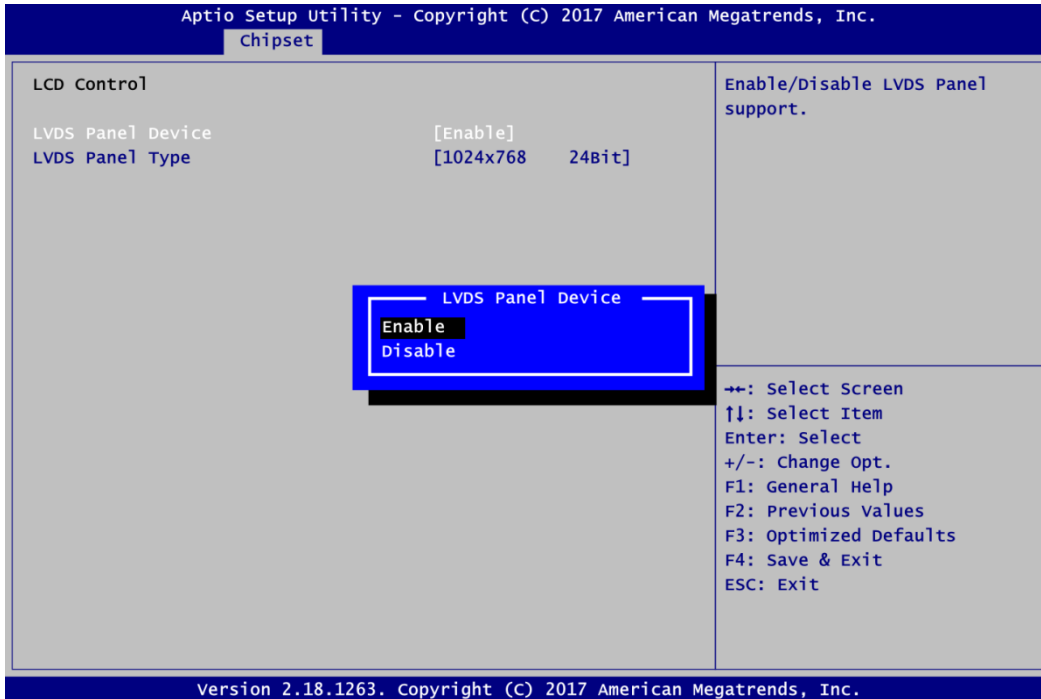 Aptio Setup Utility - Copyright (C) 2017 American Megatrends, Inc.
Chipset
LCD Control
LVDS Panel Device [Enable]
LVDS Panel Type [1024x768 24Bit]
Enable/Disable LVDS Panel
support.
LVDS Panel Device
Enable
Disable
→←: Select Screen
↑↓: Select Item
Enter: Select
+/-: Change Opt.
F1: General Help
F2: Previous Values
F3: Optimized Defaults
F4: Save & Exit
ESC: Exit
Version 2.18.1263. Copyright (C) 2017 American Megatrends, Inc.